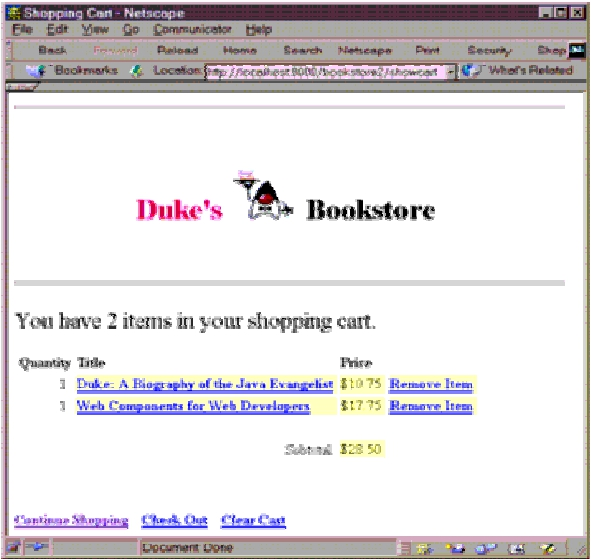 Shopping Cart - Netscape
File Edit View Go Communicator Help
Back Forward Reload Home Search Netscape Print Security Shop
Bookmarks Location: http://localhost:8000/bookstore2/showcart What's Related
Duke's Bookstore
You have 2 items in your shopping cart.
Quantity Title Price
1 Duke: A Biography of the Java Evangelist $10.75 Remove Item
1 Web Components for Web Developers $17.75 Remove Item
Subtotal $28.50
Continue Shopping Check Out Clear Cart
Document Done